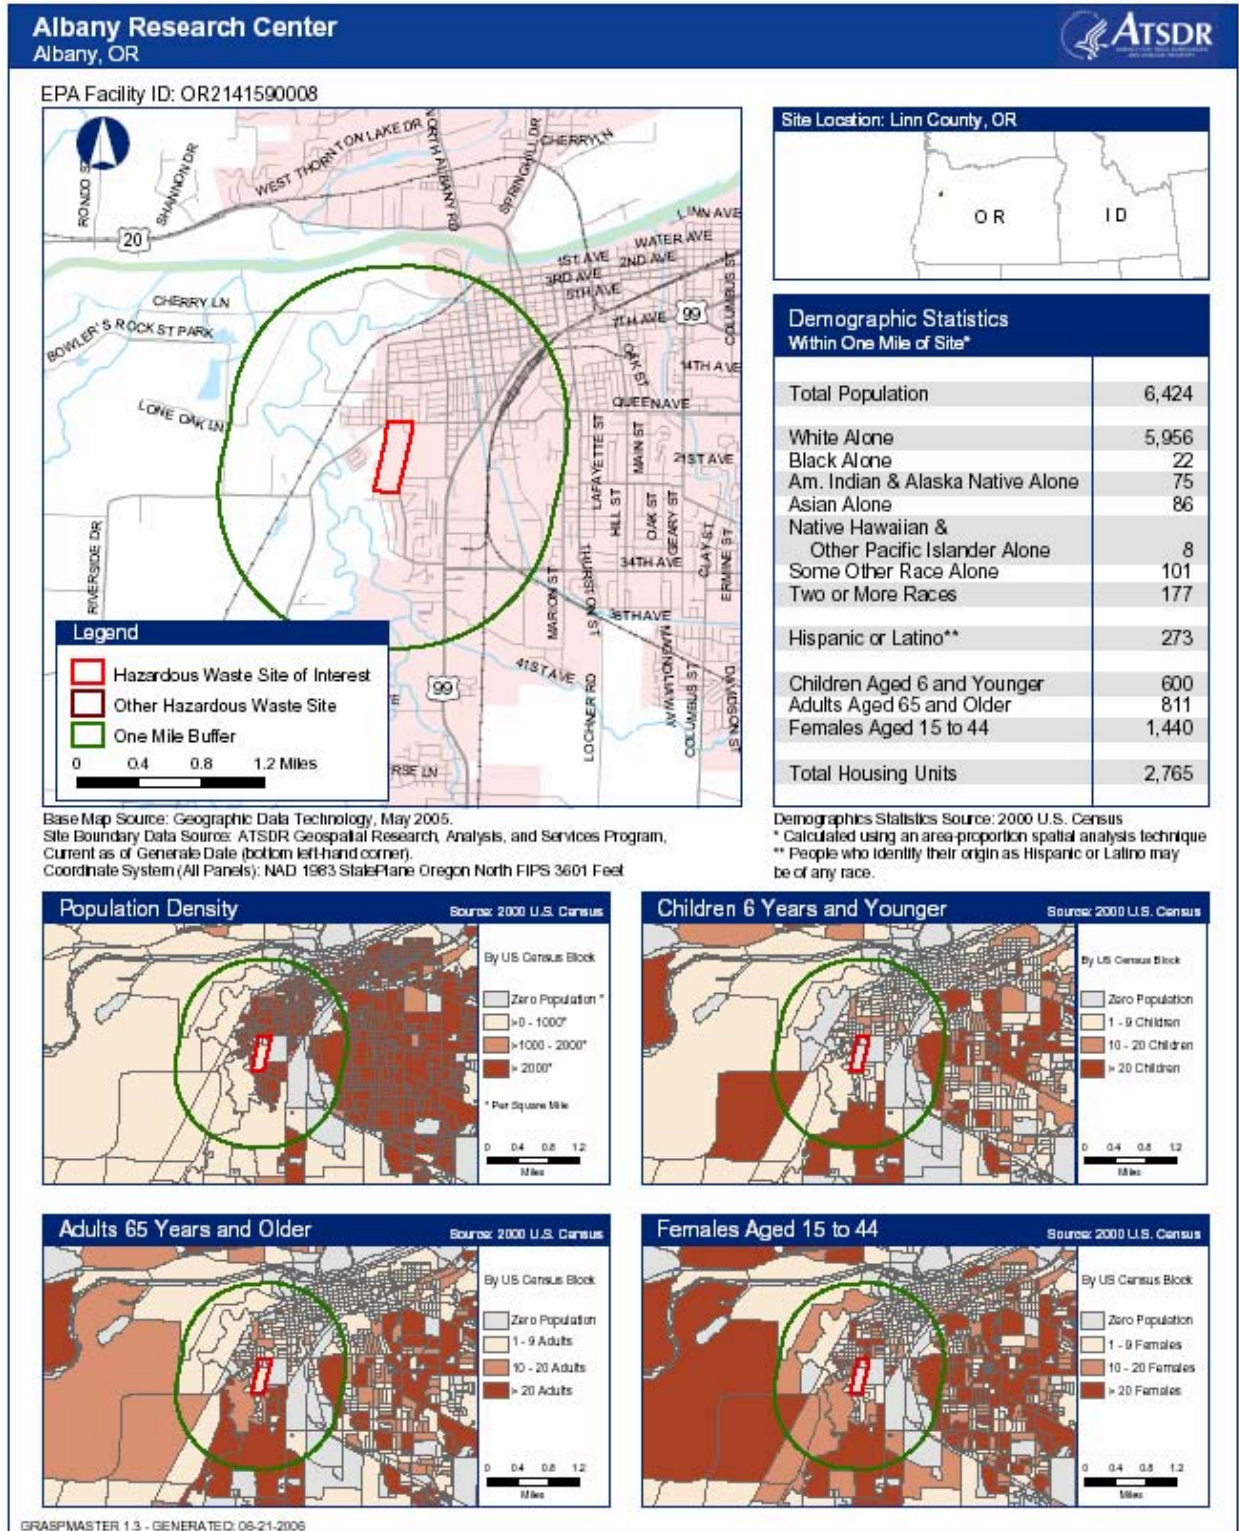 Albany Research Center
Albany, OR
ATSDR
EPA Facility ID: OR2141590008
RONDO
SHANNON DR
WEST THORNTON LAKE DR
NORTH ALBANY RD
SPRINGHILL DR
CHERRY LN
20
LINN AVE
WATER AVE
1ST AVE
2ND AVE
3RD AVE
5TH AVE
7TH AVE
99
COLUMBUS ST
OAK ST
14TH AVE
QUEEN AVE
CHERRY LN
BOWLER'S ROCK ST PARK
LONE OAK LN
LAFAYETTE ST
MAIN ST
21ST AVE
HILL ST
OAK ST
GEARY ST
CLAY ST
ERMINE ST
34TH AVE
RIVERSIDE DR
MARION ST
THURSTON ST
36TH AVE
MAGNOLIA WAY
COLUMBUS ST
DAVIDSON ST
41ST AVE
LOCHNER RD
99
RSE LN
Legend
Hazardous Waste Site of Interest
Other Hazardous Waste Site
One Mile Buffer
0 0.4 0.8 1.2 Miles
Site Location: Linn County, OR
OR
ID
Demographic Statistics
Within One Mile of Site*
Total Population 6,424
White Alone 5,956
Black Alone 22
Am. Indian & Alaska Native Alone 75
Asian Alone 86
Native Hawaiian &
Other Pacific Islander Alone 8
Some Other Race Alone 101
Two or More Races 177
Hispanic or Latino** 273
Children Aged 6 and Younger 600
Adults Aged 65 and Older 811
Females Aged 15 to 44 1,440
Total Housing Units 2,765
Base Map Source: Geographic Data Technology, May 2005.
Site Boundary Data Source: ATSDR Geospatial Research, Analysis, and Services Program,
Current as of Generate Date (bottom left-hand corner).
Coordinate System (All Panels): NAD 1983 StatePlane Oregon North FIPS 3601 Feet
Demographics Statistics Source: 2000 U.S. Census
* Calculated using an area-proportion spatial analysis technique
** People who identify their origin as Hispanic or Latino may
be of any race.
Population Density
Source: 2000 U.S. Census
By US Census Block
Zero Population *
>0 - 1000*
>1000 - 2000*
> 2000*
* Per Square Mile
0 0.4 0.8 1.2
Miles
Children 6 Years and Younger
Source: 2000 U.S. Census
By US Census Block
Zero Population
1 - 9 Children
10 - 20 Children
> 20 Children
0 0.4 0.8 1.2
Miles
Adults 65 Years and Older
Source: 2000 U.S. Census
By US Census Block
Zero Population
1 - 9 Adults
10 - 20 Adults
> 20 Adults
0 0.4 0.8 1.2
Miles
Females Aged 15 to 44
Source: 2000 U.S. Census
By US Census Block
Zero Population
1 - 9 Females
10 - 20 Females
> 20 Females
0 0.4 0.8 1.2
Miles
GRASPMASTER 1.3 - GENERATED: 06-21-2006